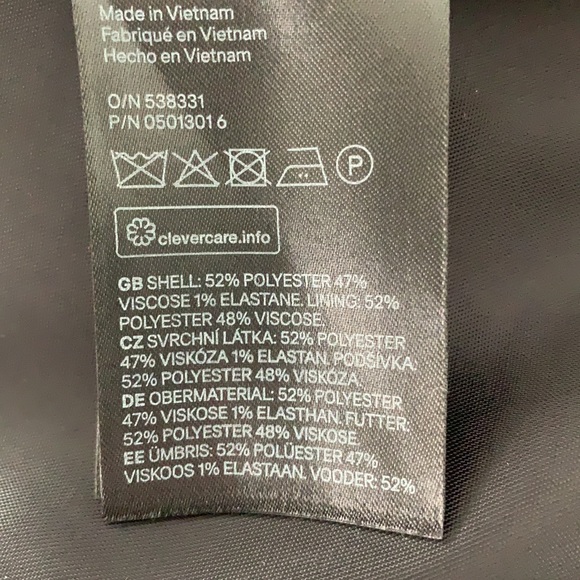 Made in Vietnam
Fabriqué en Vietnam
Hecho en Vietnam
O/N 538331
P/N 0501301 6
P
clevercare.info
GB SHELL: 52% POLYESTER 47%
VISCOSE 1% ELASTANE. LINING: 52%
POLYESTER 48% VISCOSE.
CZ SVRCHNÍ LÁTKA: 52% POLYESTER
47% VISKÓZA 1% ELASTAN. PODŠÍVKA:
52% POLYESTER 48% VISKÓZA.
DE OBERMATERIAL: 52% POLYESTER
47% VISKOSE 1% ELASTHAN. FUTTER:
52% POLYESTER 48% VISKOSE.
EE ÜMBRIS: 52% POLÜESTER 47%
VISKOOS 1% ELASTAAN. VOODER: 52%